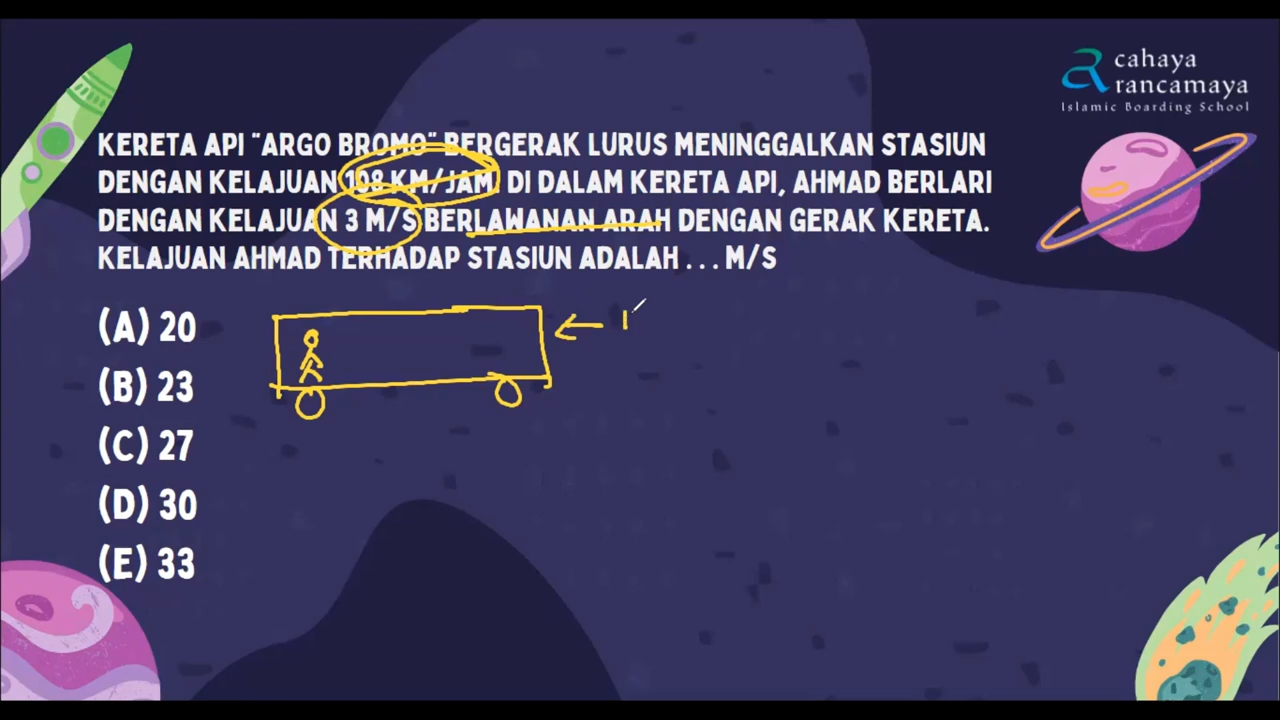 cahaya
rancamaya
Islamic Boarding School
KERETA API "ARGO BROMO" BERGERAK LURUS MENINGGALKAN STASIUN
DENGAN KELAJUAN 108 KM/JAM. DI DALAM KERETA API, AHMAD BERLARI
DENGAN KELAJUAN 3 M/S BERLAWANAN ARAH DENGAN GERAK KERETA.
KELAJUAN AHMAD TERHADAP STASIUN ADALAH ... M/S
(A) 20
(B) 23
(C) 27
(D) 30
(E) 33